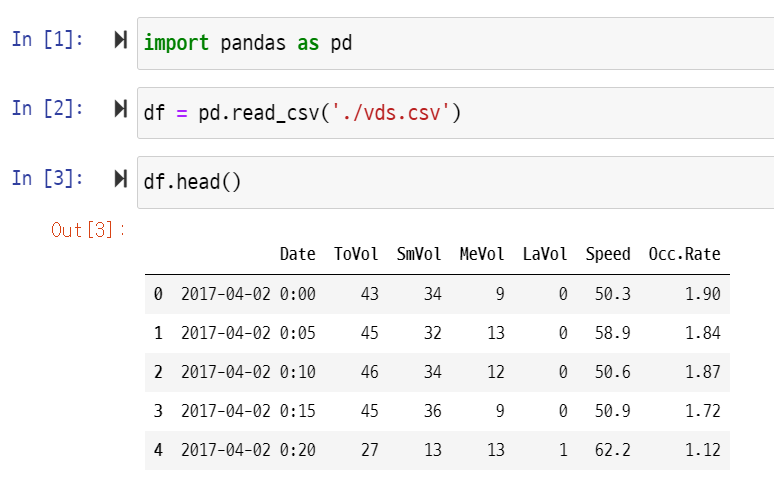 In [1]: import pandas as pd
In [2]: df = pd.read_csv('./vds.csv')
In [3]: df.head()
Out[3]:
Date ToVol SmVol MeVol LaVol Speed Occ.Rate
0 2017-04-02 0:00 43 34 9 0 50.3 1.90
1 2017-04-02 0:05 45 32 13 0 58.9 1.84
2 2017-04-02 0:10 46 34 12 0 50.6 1.87
3 2017-04-02 0:15 45 36 9 0 50.9 1.72
4 2017-04-02 0:20 27 13 13 1 62.2 1.12